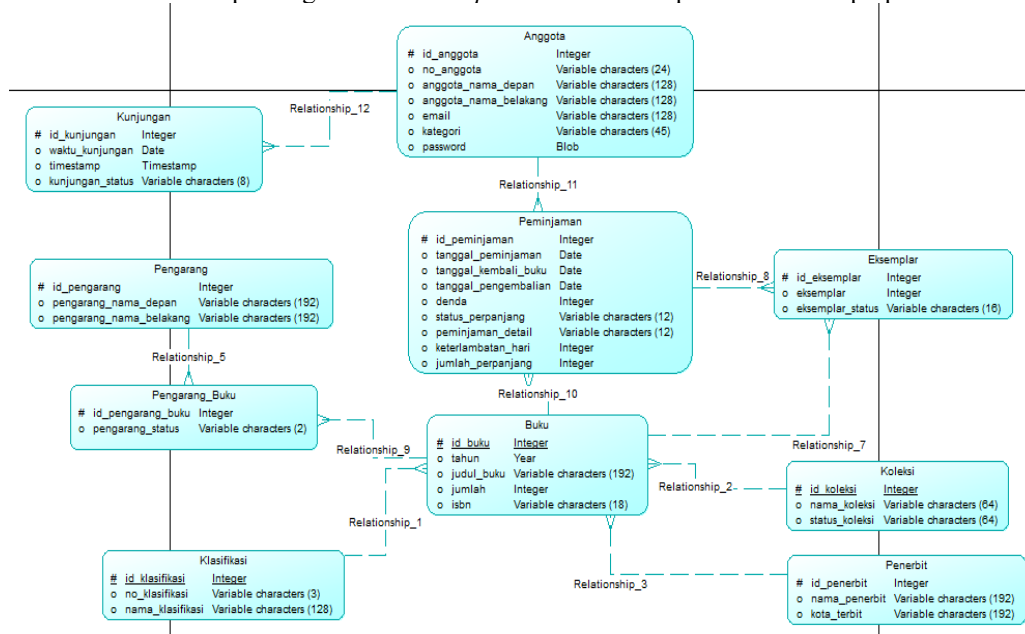 Anggota
# id_anggota Integer
o no_anggota Variable characters (24)
o anggota_nama_depan Variable characters (128)
o anggota_nama_belakang Variable characters (128)
o email Variable characters (128)
o kategori Variable characters (45)
o password Blob
Relationship_12
Kunjungan
# id_kunjungan Integer
o waktu_kunjungan Date
o timestamp Timestamp
o kunjungan_status Variable characters (8)
Relationship_11
Peminjaman
# id_peminjaman Integer
o tanggal_peminjaman Date
o tanggal_kembali_buku Date
o tanggal_pengembalian Date
o denda Integer
o status_perpanjang Variable characters (12)
o peminjaman_detail Variable characters (12)
o keterlambatan_hari Integer
o jumlah_perpanjang Integer
Relationship_8
Eksemplar
# id_eksemplar Integer
o eksemplar Integer
o eksemplar_status Variable characters (16)
Pengarang
# id_pengarang Integer
o pengarang_nama_depan Variable characters (192)
o pengarang_nama_belakang Variable characters (192)
Relationship_5
Pengarang_Buku
# id_pengarang_buku Integer
o pengarang_status Variable characters (2)
Relationship_10
Relationship_9
Buku
# id_buku Integer
o tahun Year
o judul_buku Variable characters (192)
o jumlah Integer
o isbn Variable characters (18)
Relationship_7
Relationship_2
Koleksi
# id_koleksi Integer
o nama_koleksi Variable characters (64)
o status_koleksi Variable characters (64)
Relationship_1
Klasifikasi
# id_klasifikasi Integer
o no_klasifikasi Variable characters (3)
o nama_klasifikasi Variable characters (128)
Relationship_3
Penerbit
# id_penerbit Integer
o nama_penerbit Variable characters (192)
o kota_terbit Variable characters (192)